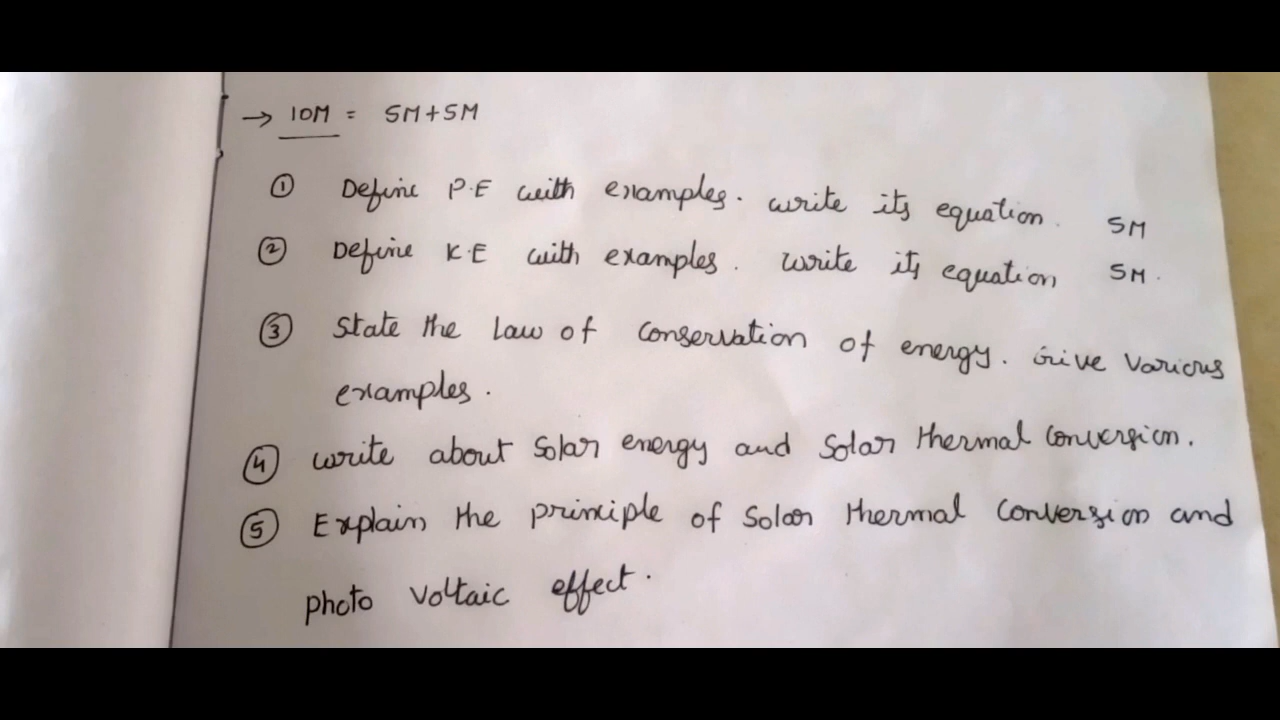 → 10M = 5M+5M
① Define P.E with examples. write its equation. 5M
② Define K.E with examples. write its equation 5M.
③ State the Law of Conservation of energy. Give Various
examples.
④ write about Solar energy and Solar thermal Conversion.
⑤ Explain the principle of Solar thermal Conversion and
photo Voltaic effect.